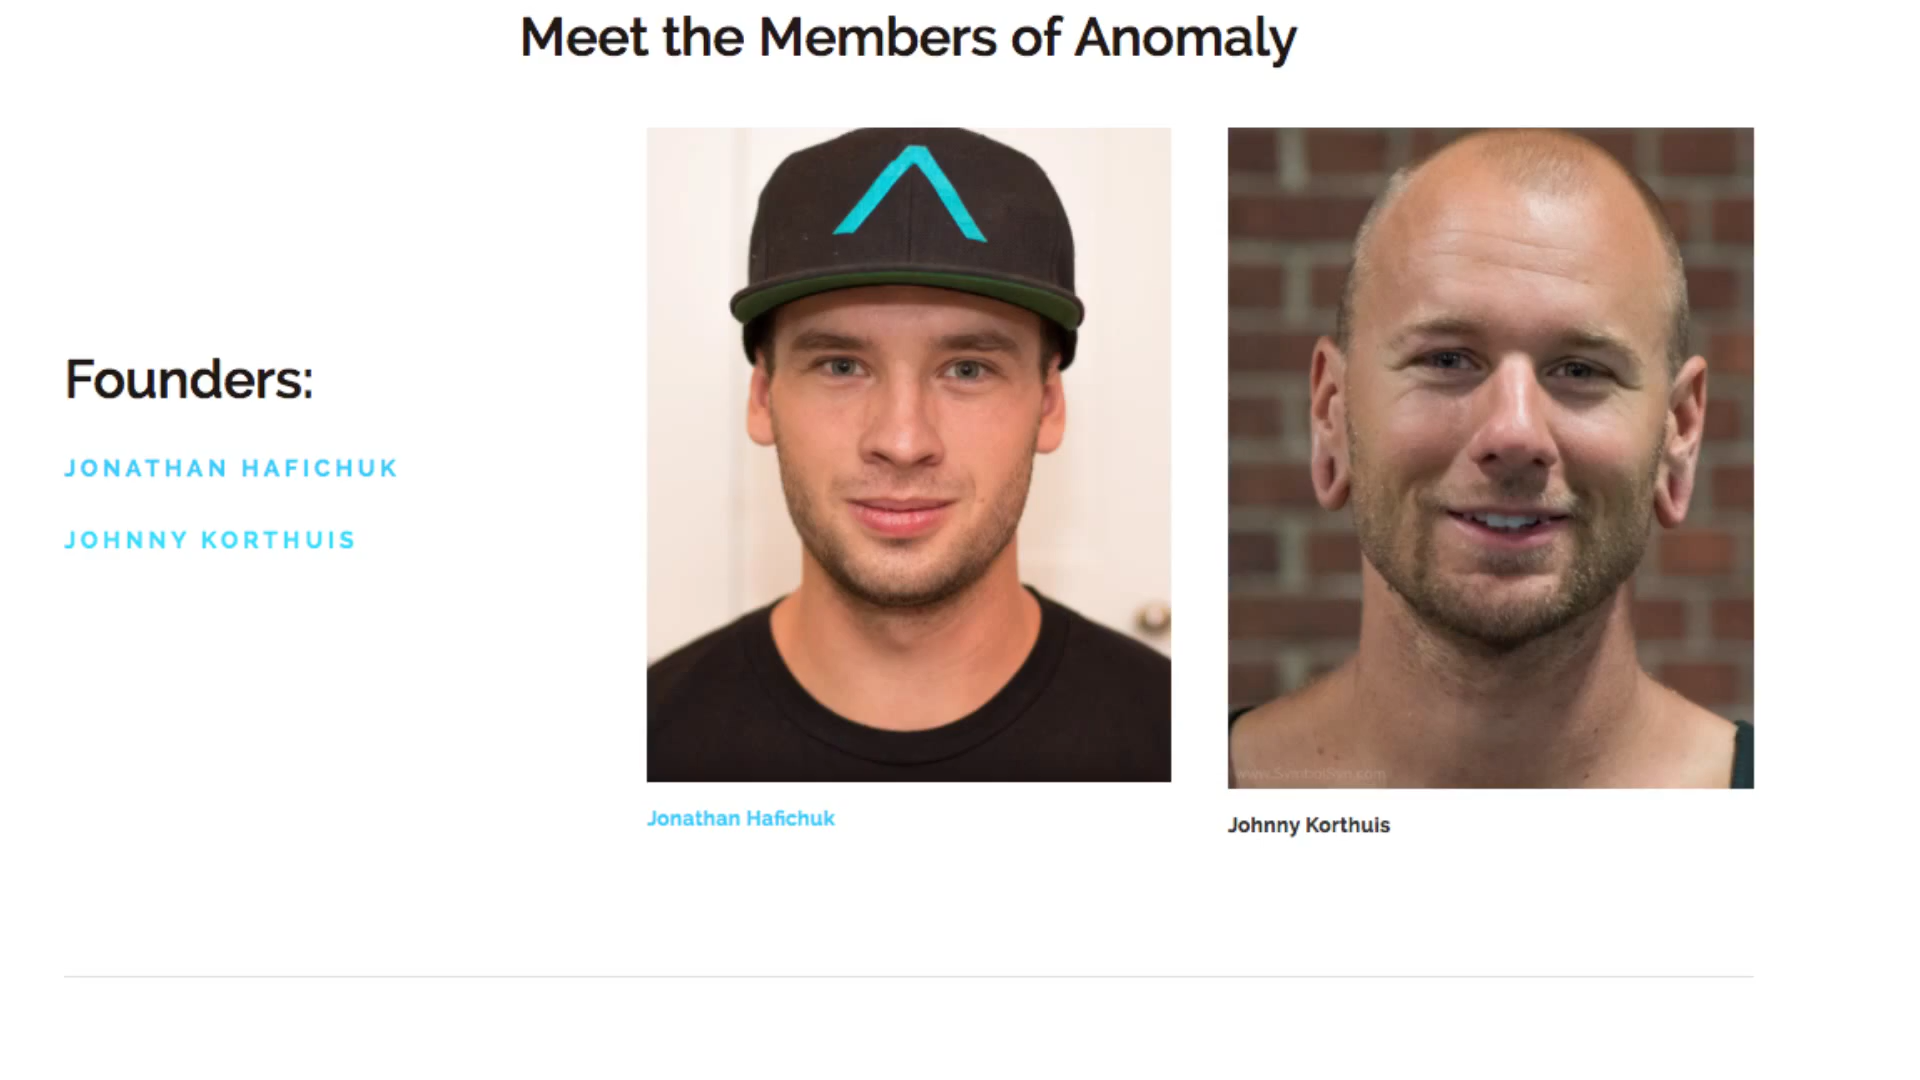 Meet the Members of Anomaly
Founders:
JONATHAN HAFICHUK
JOHNNY KORTHUIS
Jonathan Hafichuk
Johnny Korthuis